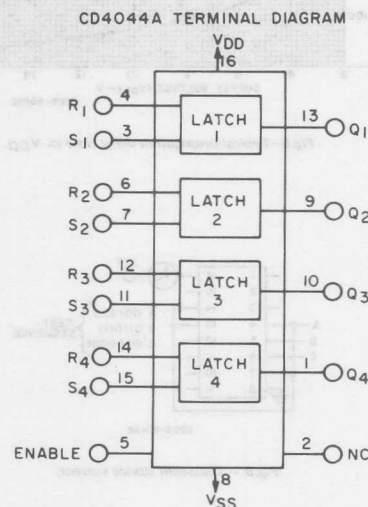 CD4044A TERMINAL DIAGRAM
VDD
16
R1 4
S1 3
LATCH
1
13 Q1
R2 6
S2 7
LATCH
2
9 Q2
R3 12
S3 11
LATCH
3
10 Q3
R4 14
S4 15
LATCH
4
1 Q4
ENABLE 5
2 NC
8
VSS